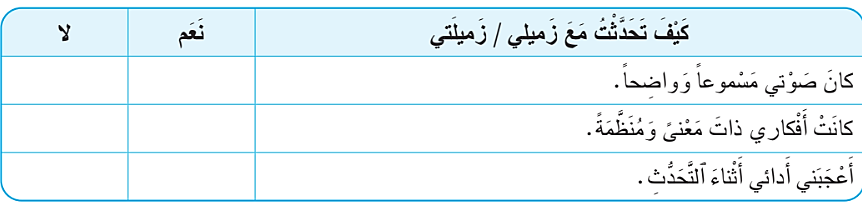 كَيْفَ تَحَدَّثْتُ مَعَ زَميلي / زَميلَتي نَعَم لا
كانَ صَوْتي مَسْموعاً وَواضِحاً.
كانَتْ أَفْكاري ذاتَ مَعْنىً وَمُنَظَّمَةً.
أَعْجَبَني أَدائي أَثْناءَ ٱلتَّحَدُّثِ.